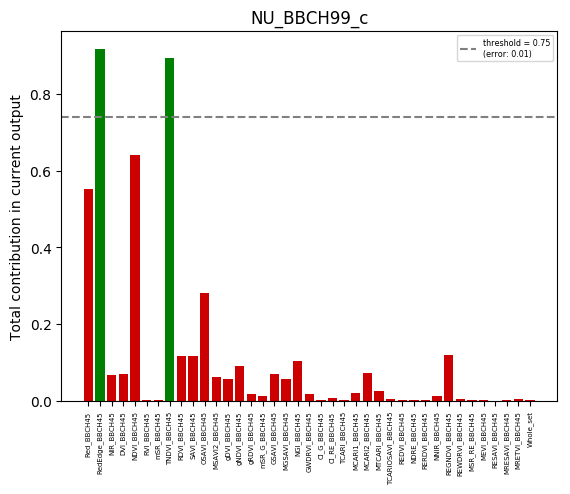 NU_BBCH99_c
threshold = 0.75
(error: 0.01)
Total contribution in current output
0.8
0.6
0.4
0.2
0.0
Red_BBCH45
RedEdge_BBCH45
NIR_BBCH45
DVI_BBCH45
NDVI_BBCH45
RVI_BBCH45
mSR_BBCH45
TNDVI_BBCH45
RDVI_BBCH45
SAVI_BBCH45
OSAVI_BBCH45
MSAVI2_BBCH45
gDVI_BBCH45
gNDVI_BBCH45
gRDVI_BBCH45
mSR_G_BBCH45
GSAVI_BBCH45
MGSAVI_BBCH45
NGI_BBCH45
GWDRVI_BBCH45
CI_G_BBCH45
CI_RE_BBCH45
TCARI_BBCH45
MCARI1_BBCH45
MCARI2_BBCH45
MTCARI_BBCH45
TCARIOSAVI_BBCH45
REDVI_BBCH45
NDRE_BBCH45
RERDVI_BBCH45
NNIR_BBCH45
REGNDVI_BBCH45
REWDRVI_BBCH45
MSR_RE_BBCH45
MEVI_BBCH45
RESAVI_BBCH45
MRESAVI_BBCH45
MRETVI_BBCH45
Whole_set